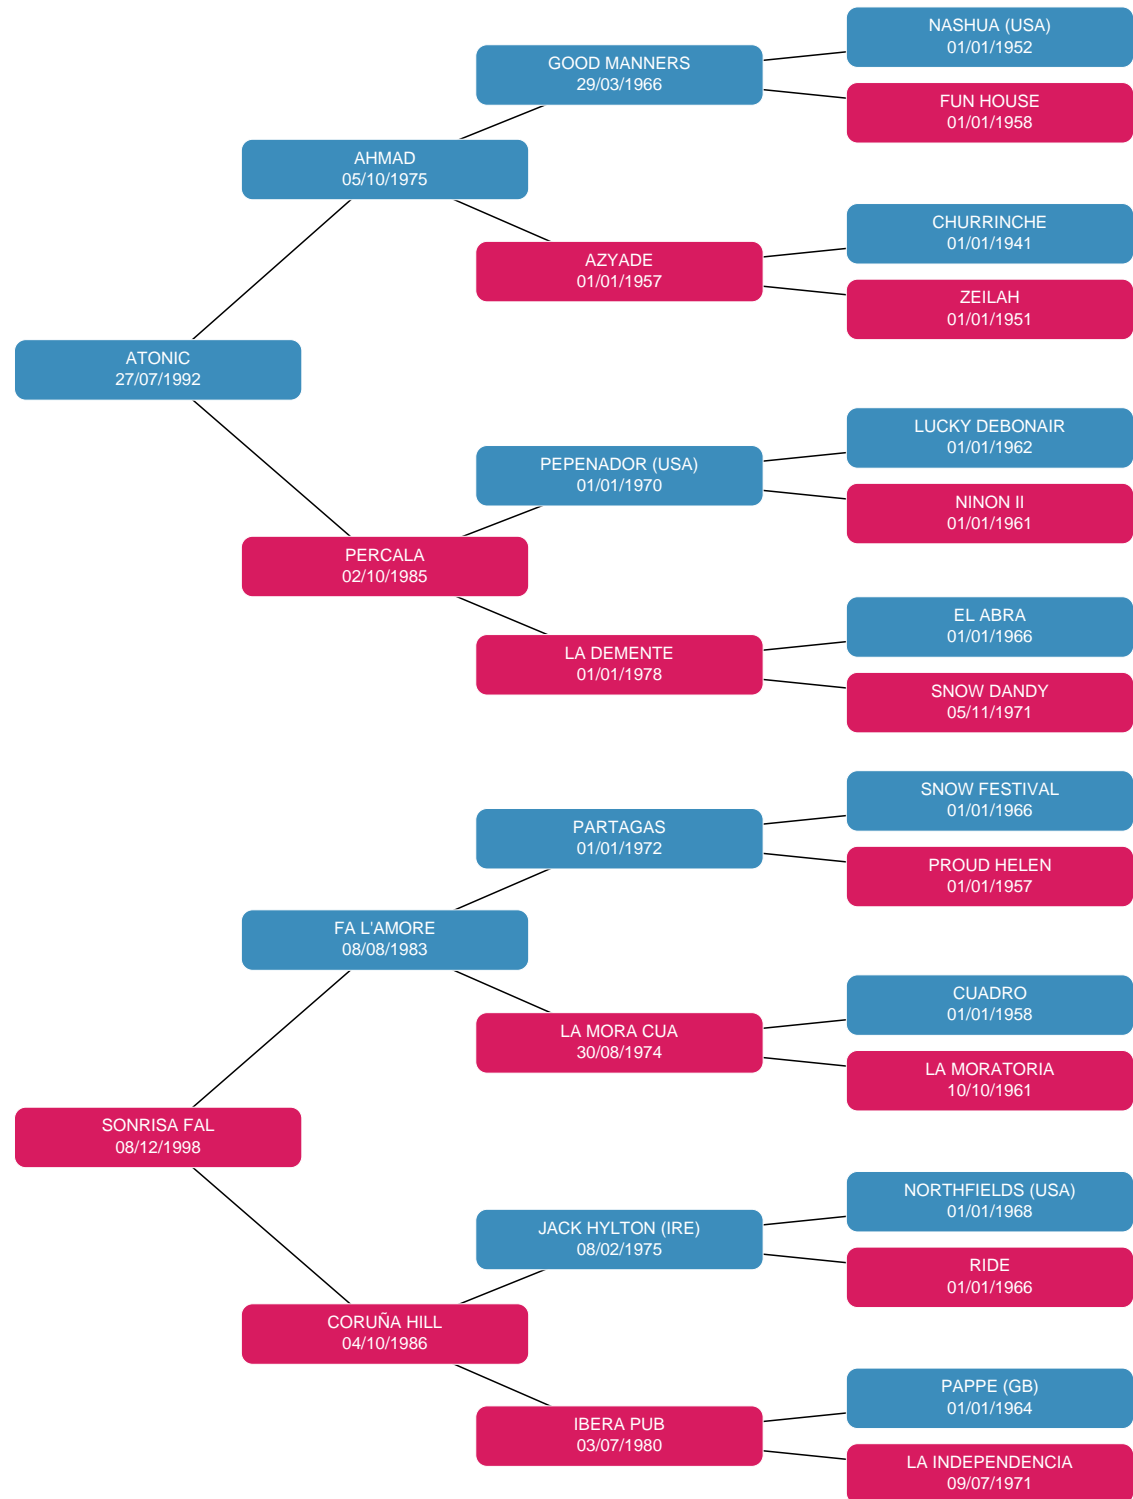 NASHUA (USA)
01/01/1952
GOOD MANNERS
29/03/1966
FUN HOUSE
01/01/1958
AHMAD
05/10/1975
CHURRINCHE
01/01/1941
AZYADE
01/01/1957
ZEILAH
01/01/1951
ATONIC
27/07/1992
LUCKY DEBONAIR
01/01/1962
PEPENADOR (USA)
01/01/1970
NINON II
01/01/1961
PERCALA
02/10/1985
EL ABRA
01/01/1966
LA DEMENTE
01/01/1978
SNOW DANDY
05/11/1971
SNOW FESTIVAL
01/01/1966
PARTAGAS
01/01/1972
PROUD HELEN
01/01/1957
FA L'AMORE
08/08/1983
CUADRO
01/01/1958
LA MORA CUA
30/08/1974
LA MORATORIA
10/10/1961
SONRISA FAL
08/12/1998
NORTHFIELDS (USA)
01/01/1968
JACK HYLTON (IRE)
08/02/1975
RIDE
01/01/1966
CORUÑA HILL
04/10/1986
PAPPE (GB)
01/01/1964
IBERA PUB
03/07/1980
LA INDEPENDENCIA
09/07/1971